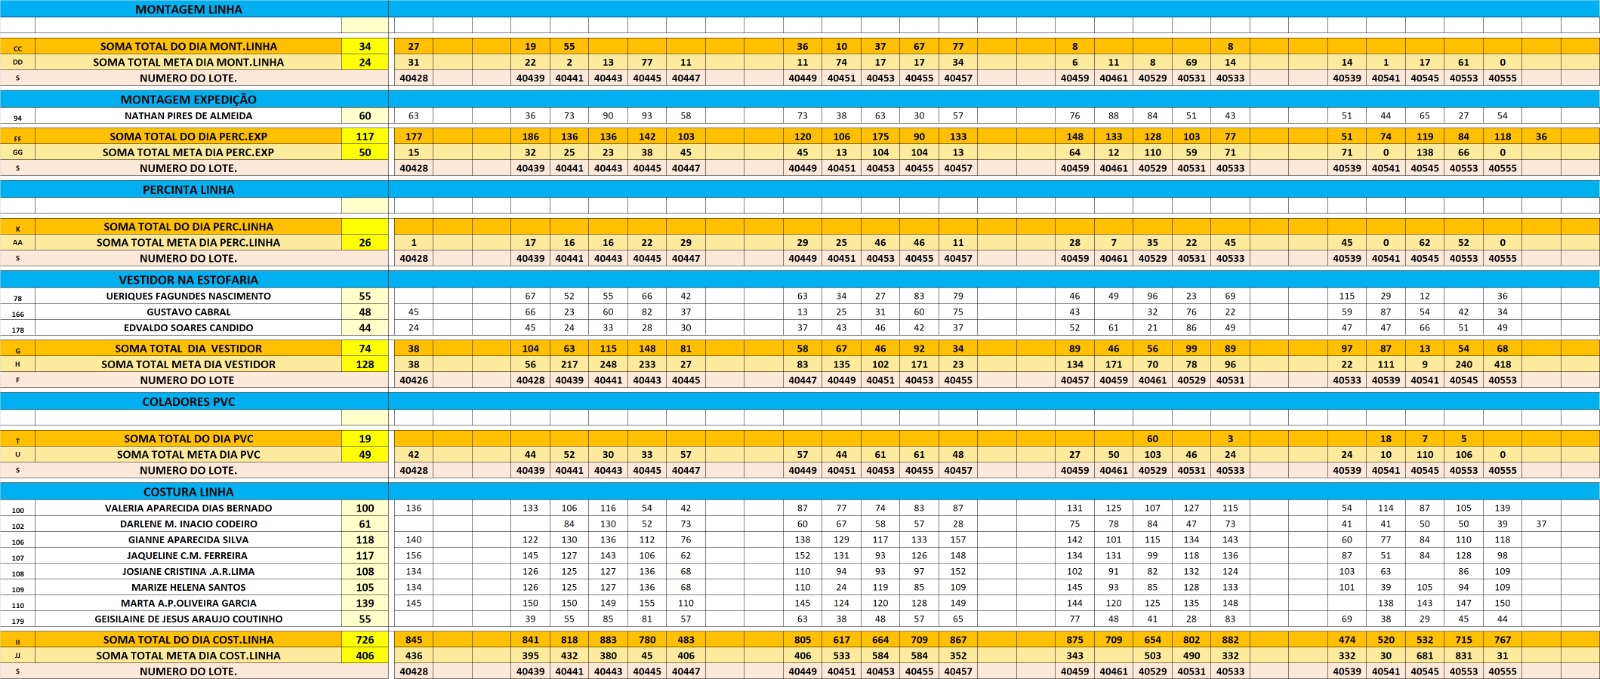 MONTAGEM LINHA
CC SOMA TOTAL DO DIA MONT.LINHA 34 27 19 55 36 10 37 67 77 8 8
DD SOMA TOTAL META DIA MONT.LINHA 24 31 22 2 13 77 11 11 74 17 17 34 6 11 8 69 14 14 1 17 61 0
S NUMERO DO LOTE. 40428 40439 40441 40443 40445 40447 40449 40451 40453 40455 40457 40459 40461 40529 40531 40533 40539 40541 40545 40553 40555
MONTAGEM EXPEDIÇÃO
94 NATHAN PIRES DE ALMEIDA 60 63 36 73 90 93 58 73 38 63 30 57 76 88 84 51 43 51 44 65 27 54
FF SOMA TOTAL DO DIA PERC.EXP 117 177 186 136 136 142 103 120 106 175 90 133 148 133 128 103 77 51 74 119 84 118 36
GG SOMA TOTAL META DIA PERC.EXP 50 15 32 25 23 38 45 45 13 104 104 13 64 12 110 59 71 71 0 138 66 0
S NUMERO DO LOTE. 40428 40439 40441 40443 40445 40447 40449 40451 40453 40455 40457 40459 40461 40529 40531 40533 40539 40541 40545 40553 40555
PERCINTA LINHA
K SOMA TOTAL DO DIA PERC.LINHA
AA SOMA TOTAL META DIA PERC.LINHA 26 1 17 16 16 22 29 29 25 46 46 11 28 7 35 22 45 45 0 62 52 0
S NUMERO DO LOTE. 40428 40439 40441 40443 40445 40447 40449 40451 40453 40455 40457 40459 40461 40529 40531 40533 40539 40541 40545 40553 40555
VESTIDOR NA ESTOFARIA
78 UERIQUES FAGUNDES NASCIMENTO 55 67 52 55 66 42 63 34 27 83 79 46 49 96 23 69 115 29 12 36
166 GUSTAVO CABRAL 48 45 66 23 60 82 37 13 25 31 60 75 43 32 76 22 59 87 54 42 34
178 EDVALDO SOARES CANDIDO 44 24 45 24 33 28 30 37 43 46 42 37 52 61 21 86 49 47 47 66 51 49
G SOMA TOTAL DIA VESTIDOR 74 38 104 63 115 148 81 58 67 46 92 34 89 46 56 99 89 97 87 13 54 68
H SOMA TOTAL META DIA VESTIDOR 128 38 56 217 248 233 27 83 135 102 171 23 134 171 70 78 96 22 111 9 240 418
F NUMERO DO LOTE 40426 40428 40439 40441 40443 40445 40447 40449 40451 40453 40455 40457 40459 40461 40529 40531 40533 40539 40541 40545 40553
COLADORES PVC
T SOMA TOTAL DO DIA PVC 19 60 3 18 7 5
U SOMA TOTAL META DIA PVC 49 42 44 52 30 33 57 57 44 61 61 48 27 50 103 46 24 24 10 110 106 0
S NUMERO DO LOTE. 40428 40439 40441 40443 40445 40447 40449 40451 40453 40455 40457 40459 40461 40529 40531 40533 40539 40541 40545 40553 40555
COSTURA LINHA
100 VALERIA APARECIDA DIAS BERNADO 100 136 133 106 116 54 42 87 77 74 83 87 131 125 107 127 115 54 114 87 105 139
102 DARLENE M. INACIO CODEIRO 61 84 130 52 73 60 67 58 57 28 75 78 84 47 73 41 41 50 50 39 37
106 GIANNE APARECIDA SILVA 118 140 122 130 136 112 76 138 129 117 133 157 142 101 115 134 143 60 77 84 110 118
107 JAQUELINE C.M. FERREIRA 117 156 145 127 143 106 62 152 131 93 126 148 134 131 99 118 136 87 51 84 128 98
108 JOSIANE CRISTINA .A.R.LIMA 108 134 126 125 127 136 68 110 94 93 97 152 102 91 82 132 124 103 63 86 109
109 MARIZE HELENA SANTOS 105 134 126 125 127 136 68 110 24 119 85 109 145 93 85 128 133 101 39 105 94 109
110 MARTA A.P.OLIVEIRA GARCIA 139 145 150 150 149 155 110 145 124 120 128 149 144 120 125 135 148 138 143 147 150
179 GEISILAINE DE JESUS ARAUJO COUTINHO 55 39 55 85 81 57 63 38 48 57 65 77 48 41 28 83 69 38 29 45 44
II SOMA TOTAL DO DIA COST.LINHA 726 845 841 818 883 780 483 805 617 664 709 867 875 709 654 802 882 474 520 532 715 767
JJ SOMA TOTAL META DIA COST.LINHA 406 436 395 432 380 45 406 406 533 584 584 352 343 503 490 332 332 30 681 831 31
S NUMERO DO LOTE. 40428 40439 40441 40443 40445 40447 40449 40451 40453 40455 40457 40459 40461 40529 40531 40533 40539 40541 40545 40553 40555